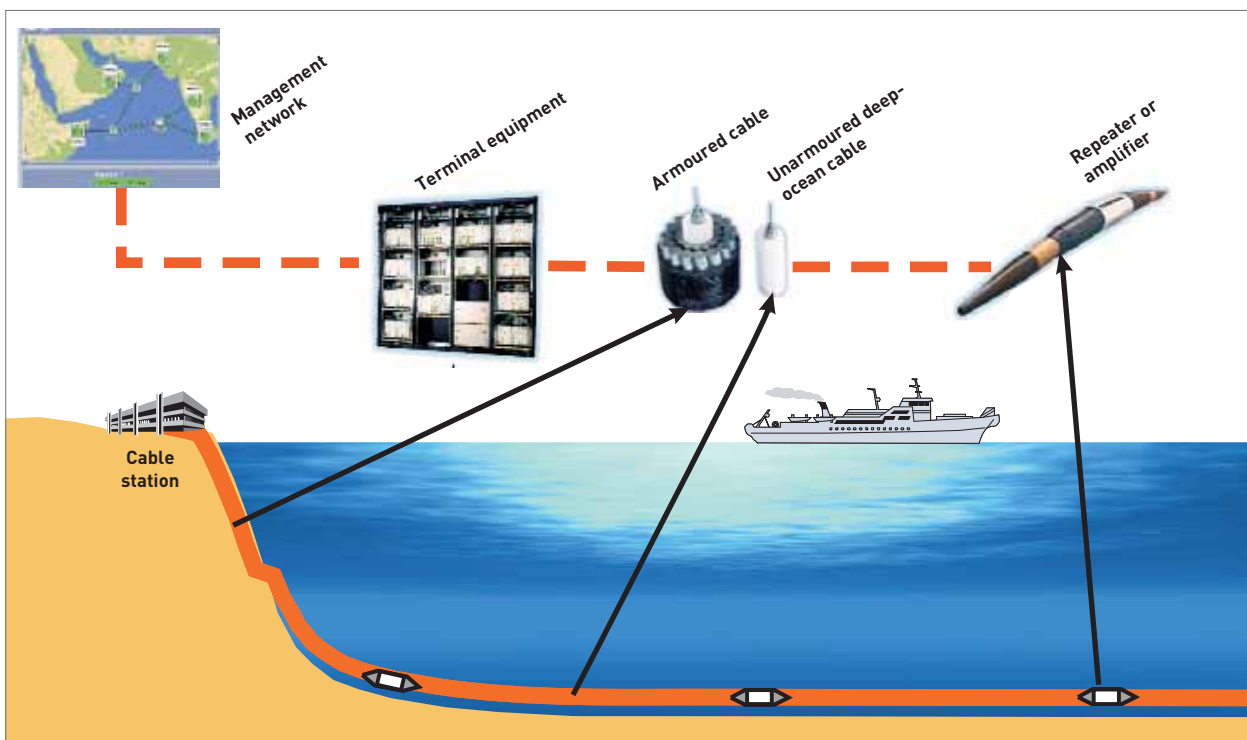 Management
network
Terminal equipment
Armoured cable
Unarmoured deep-
ocean cable
Repeater or
amplifier
Cable
station